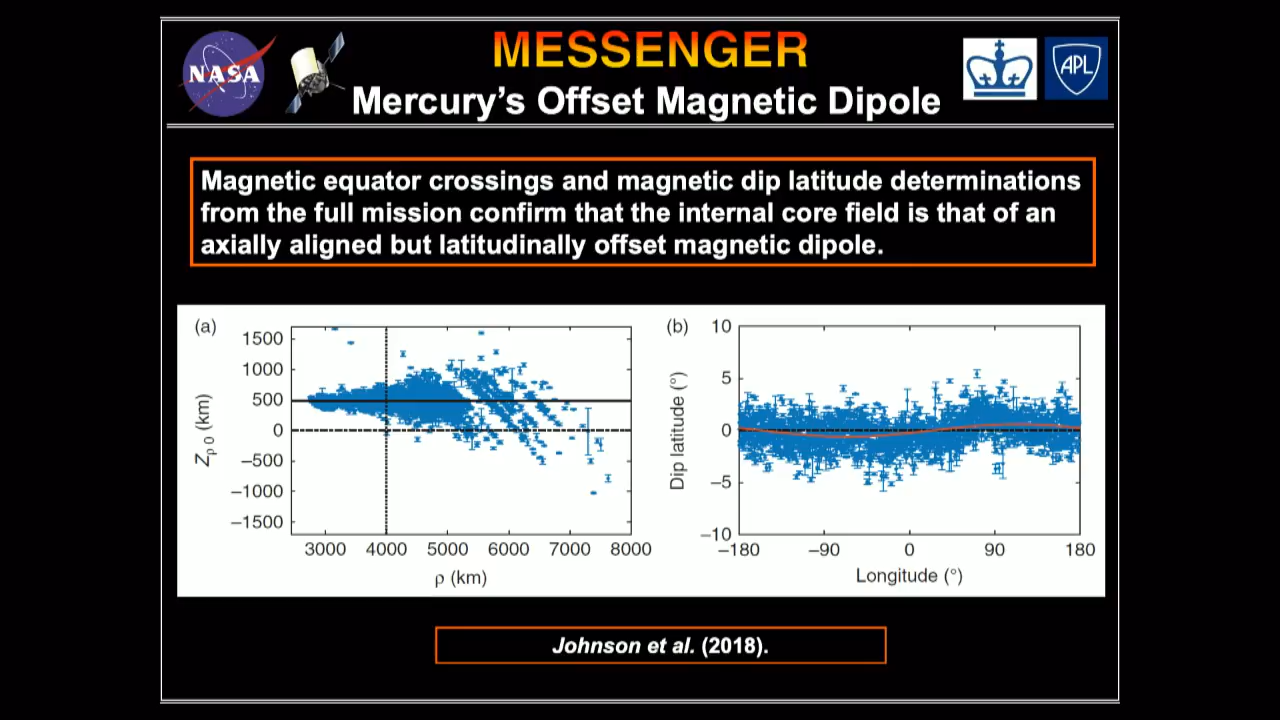 NASA
MESSENGER
Mercury's Offset Magnetic Dipole
APL
Magnetic equator crossings and magnetic dip latitude determinations
from the full mission confirm that the internal core field is that of an
axially aligned but latitudinally offset magnetic dipole.
(a)
1500
1000
500
0
−500
−1000
−1500
Zρ0 (km)
3000 4000 5000 6000 7000 8000
ρ (km)
(b)
10
5
0
−5
−10
Dip latitude (°)
−180 −90 0 90 180
Longitude (°)
Johnson et al. (2018).